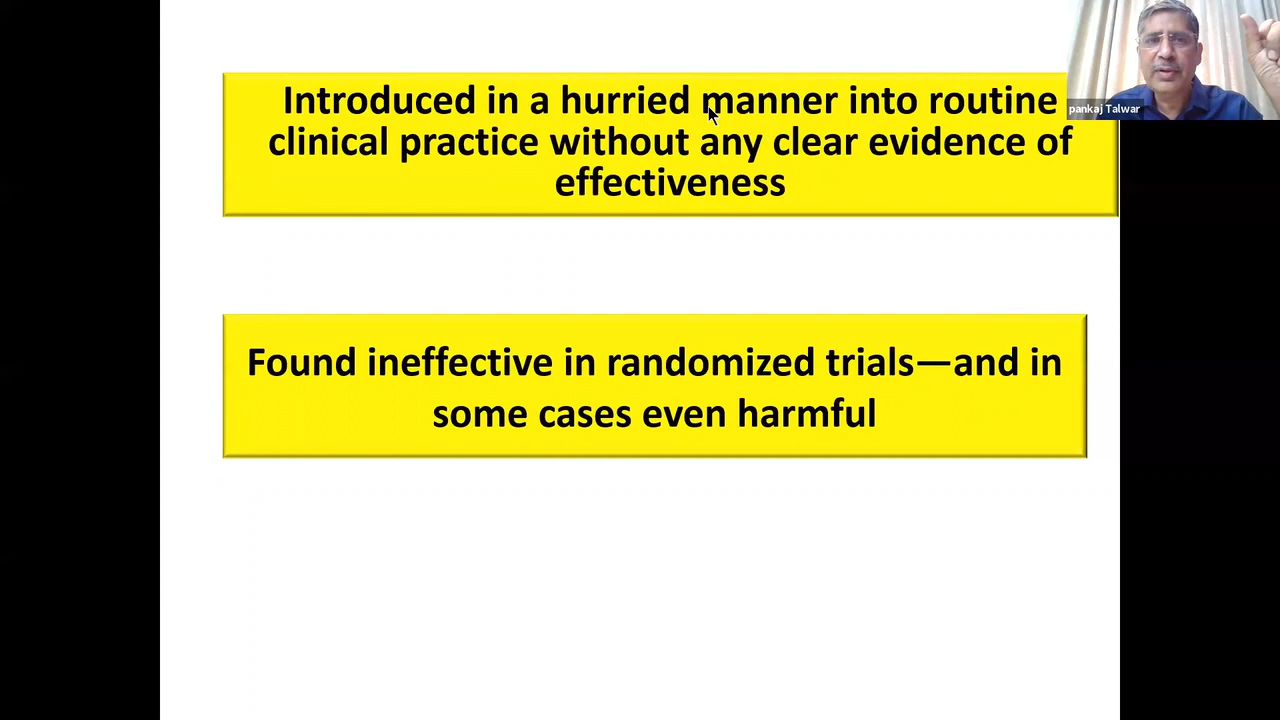 Introduced in a hurried manner into routine
clinical practice without any clear evidence of
effectiveness
pankaj Talwar
Found ineffective in randomized trials—and in
some cases even harmful